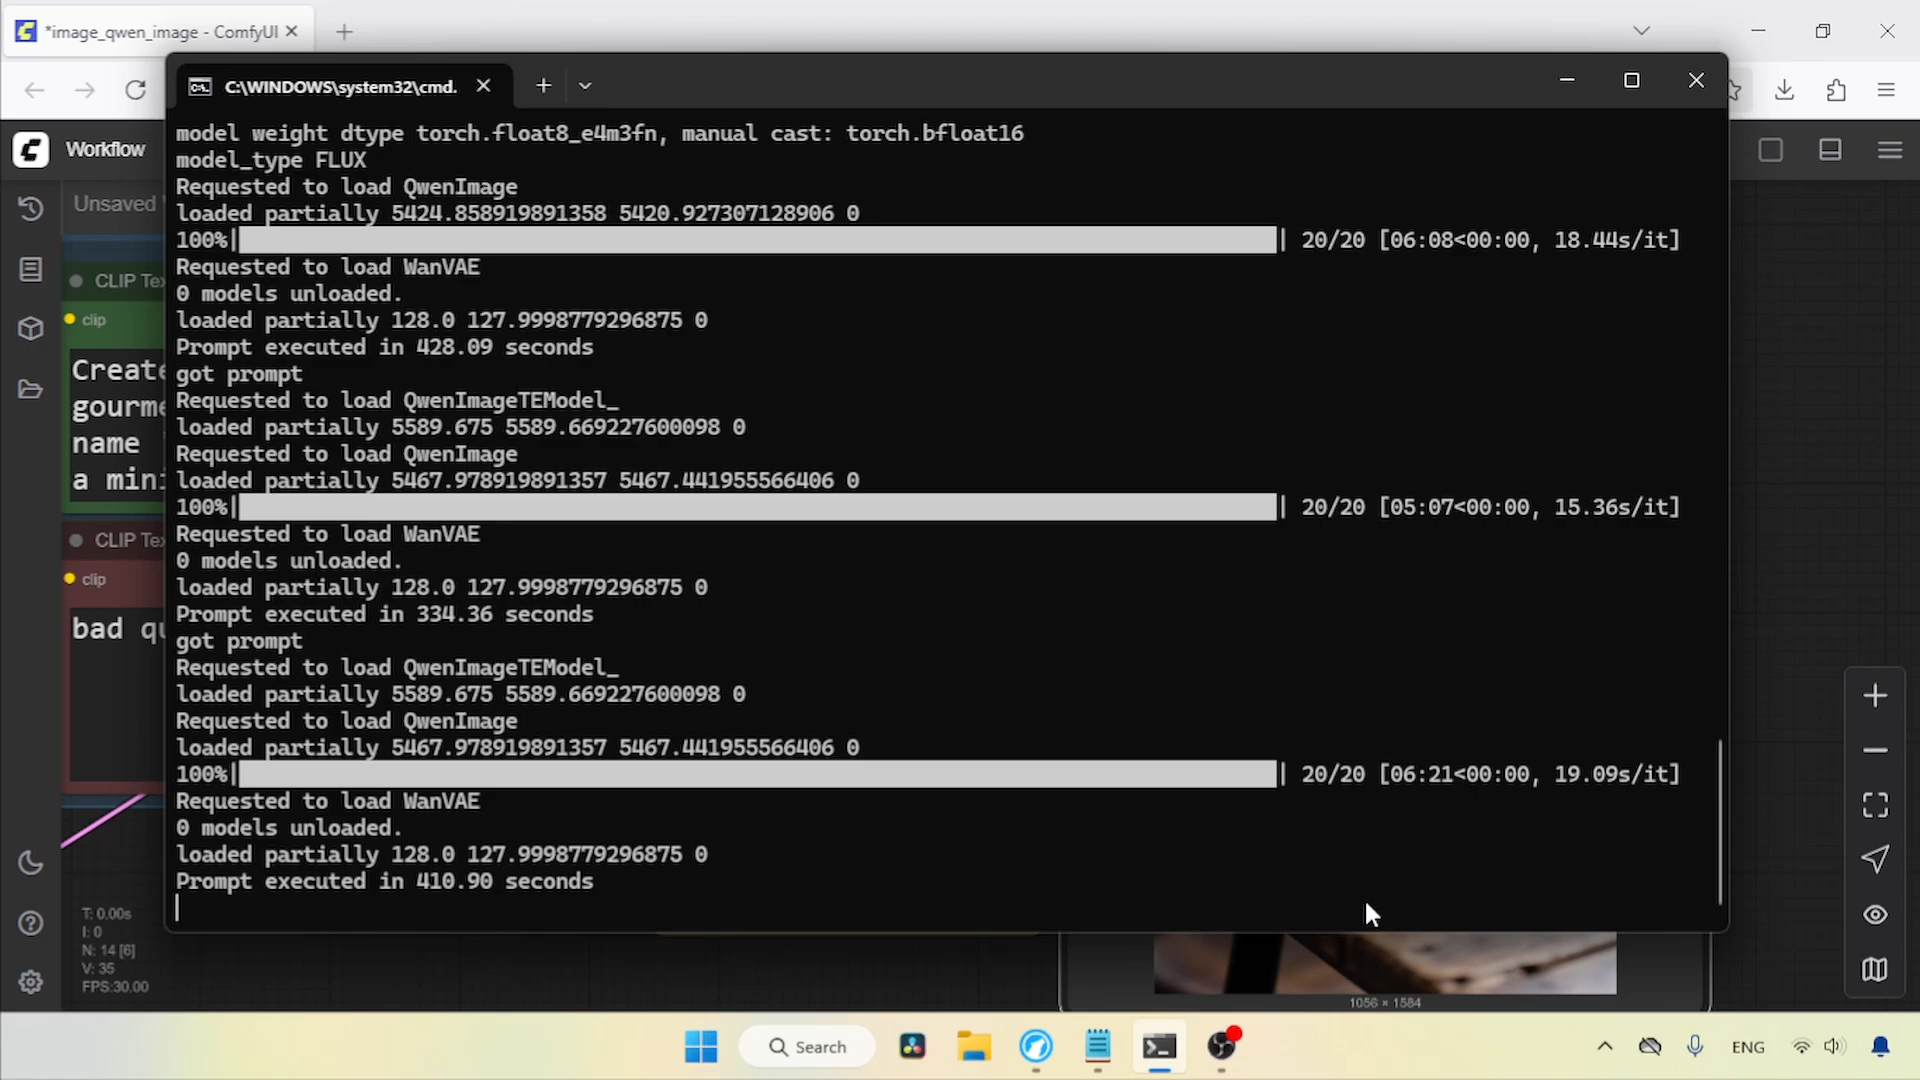 *image_qwen_image - ComfyUI
C:\WINDOWS\system32\cmd.
Workflow
Unsaved
model weight dtype torch.float8_e4m3fn, manual cast: torch.bfloat16
model_type FLUX
Requested to load QwenImage
loaded partially 5424.858919891358 5420.927307128906 0
100%| | 20/20 [06:08<00:00, 18.44s/it]
Requested to load WanVAE
0 models unloaded.
loaded partially 128.0 127.9998779296875 0
Prompt executed in 428.09 seconds
got prompt
Requested to load QwenImageTEModel_
loaded partially 5589.675 5589.669227600098 0
Requested to load QwenImage
loaded partially 5467.978919891357 5467.441955566406 0
100%| | 20/20 [05:07<00:00, 15.36s/it]
Requested to load WanVAE
0 models unloaded.
loaded partially 128.0 127.9998779296875 0
Prompt executed in 334.36 seconds
got prompt
Requested to load QwenImageTEModel_
loaded partially 5589.675 5589.669227600098 0
Requested to load QwenImage
loaded partially 5467.978919891357 5467.441955566406 0
100%| | 20/20 [06:21<00:00, 19.09s/it]
Requested to load WanVAE
0 models unloaded.
loaded partially 128.0 127.9998779296875 0
Prompt executed in 410.90 seconds
CLIP Tex
clip
Create
gourme
name
a mini
CLIP Tex
clip
bad qu
T: 0.00s
I: 0
N: 14 [6]
V: 35
FPS:30.00
1056 × 1584
Search
ENG